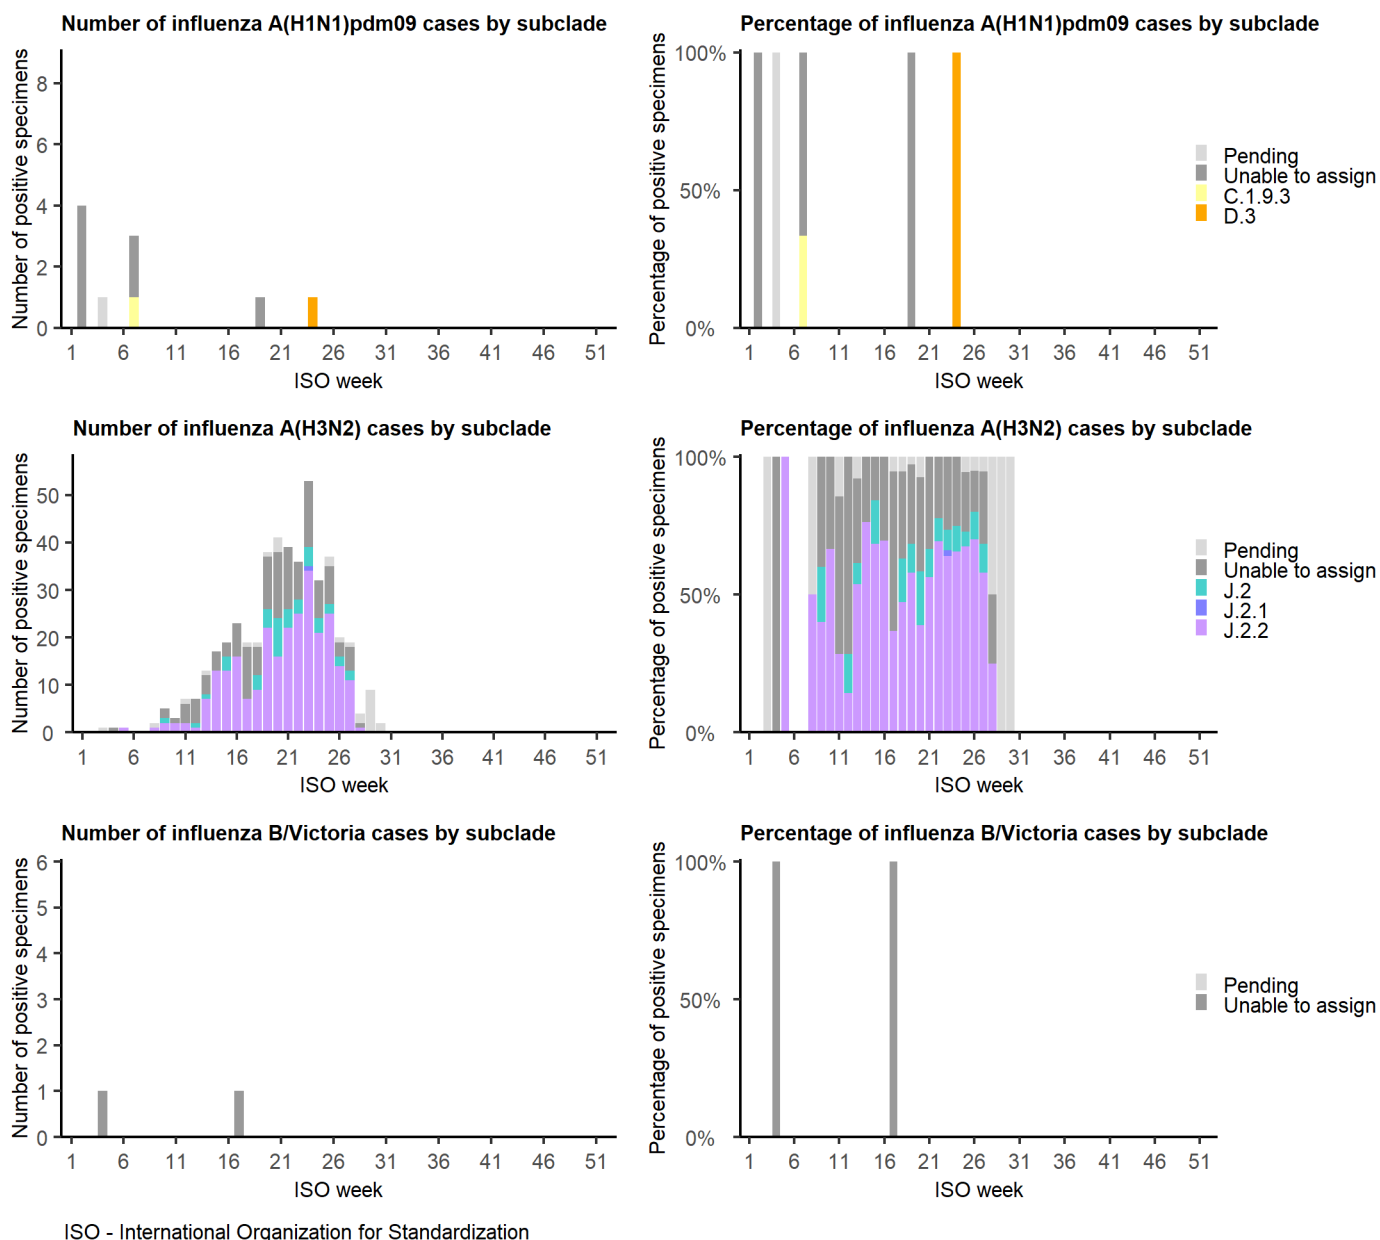 Number of influenza A(H1N1)pdm09 cases by subclade
Number of positive specimens
8
6
4
2
0
1 6 11 16 21 26 31 36 41 46 51
ISO week
Percentage of influenza A(H1N1)pdm09 cases by subclade
Percentage of positive specimens
100%
50%
0%
1 6 11 16 21 26 31 36 41 46 51
ISO week
Pending
Unable to assign
C.1.9.3
D.3
Number of influenza A(H3N2) cases by subclade
Number of positive specimens
50
40
30
20
10
0
1 6 11 16 21 26 31 36 41 46 51
ISO week
Percentage of influenza A(H3N2) cases by subclade
Percentage of positive specimens
100%
50%
0%
1 6 11 16 21 26 31 36 41 46 51
ISO week
Pending
Unable to assign
J.2
J.2.1
J.2.2
Number of influenza B/Victoria cases by subclade
Number of positive specimens
6
5
4
3
2
1
0
1 6 11 16 21 26 31 36 41 46 51
ISO week
Percentage of influenza B/Victoria cases by subclade
Percentage of positive specimens
100%
50%
0%
1 6 11 16 21 26 31 36 41 46 51
ISO week
Pending
Unable to assign
ISO - International Organization for Standardization